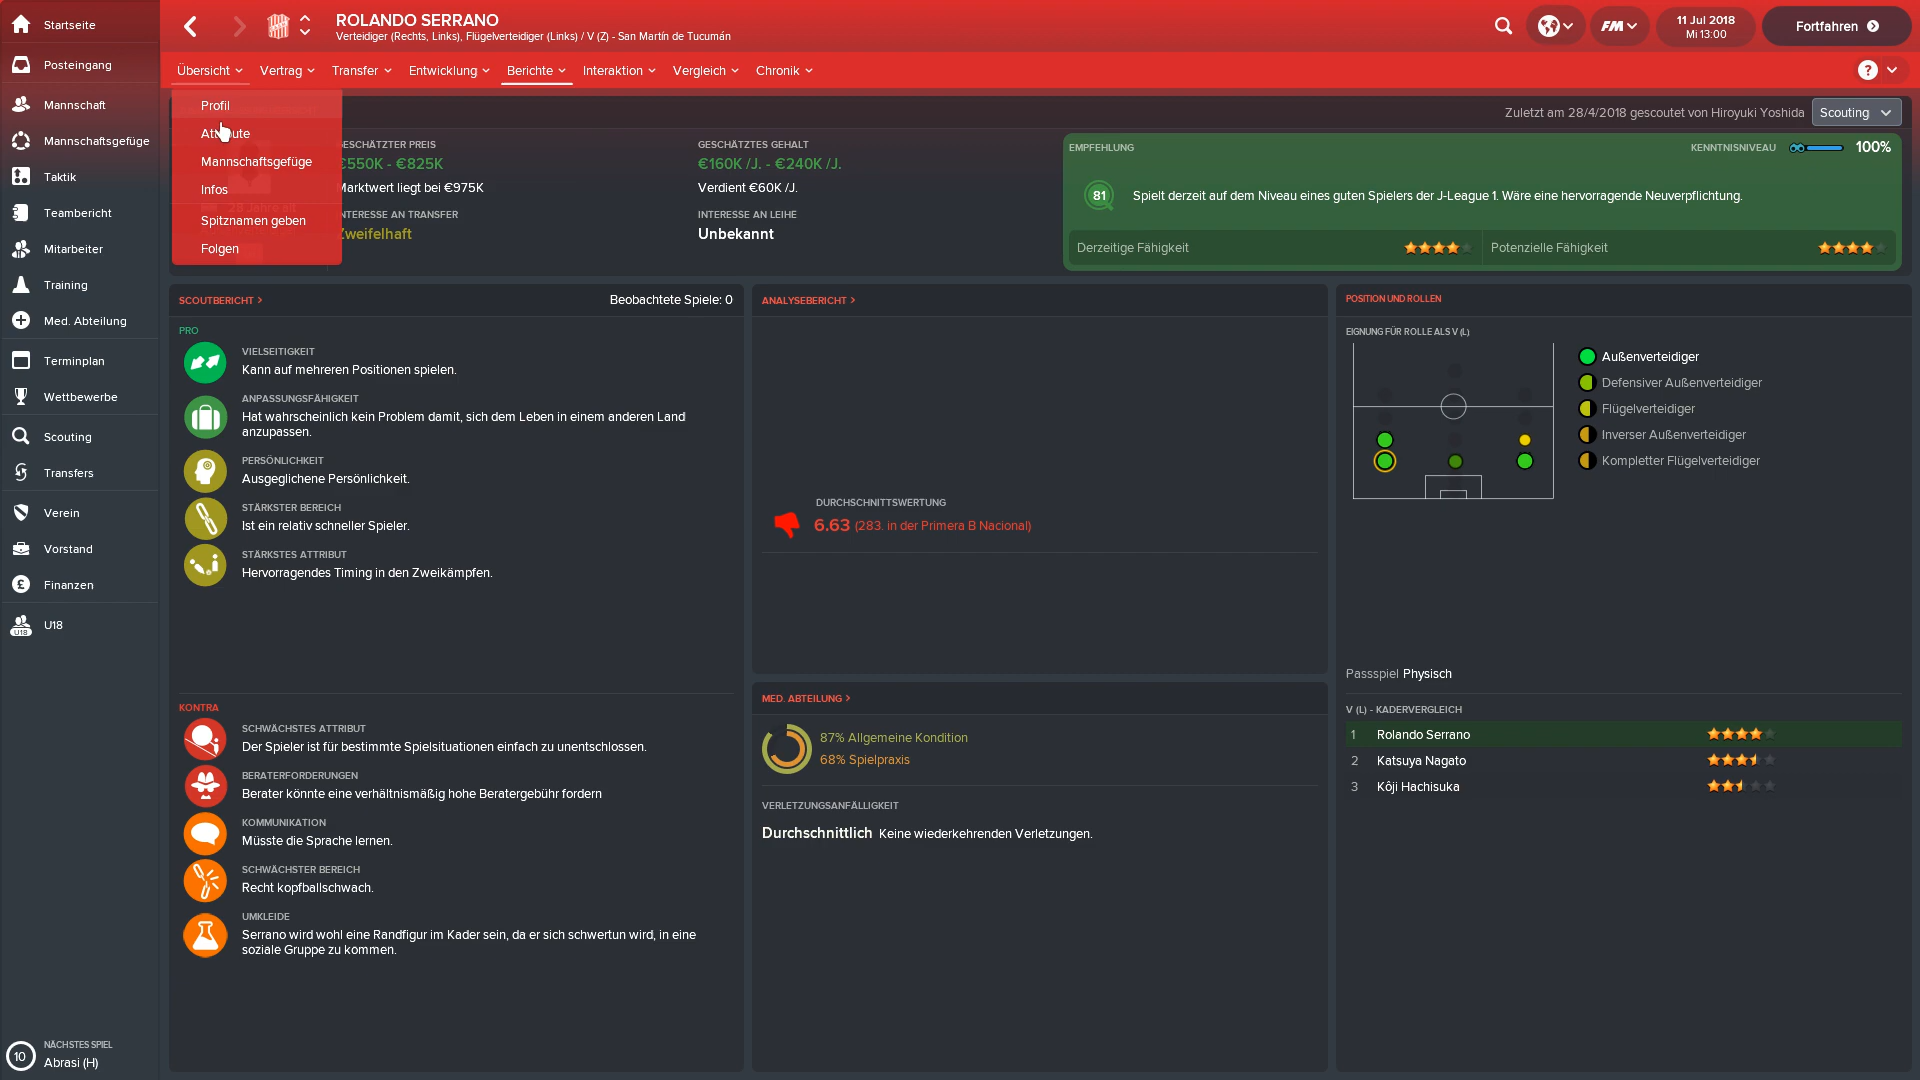 Startseite
Posteingang
Mannschaft
Mannschaftsgefüge
Taktik
Teambericht
Mitarbeiter
Training
Med. Abteilung
Terminplan
Wettbewerbe
Scouting
Transfers
Verein
Vorstand
Finanzen
U18
U18
10
NÄCHSTES SPIEL
Abrasi (H)
ROLANDO SERRANO
Verteidiger (Rechts, Links), Flügelverteidiger (Links) / V (Z) - San Martín de Tucumán
FM
11 Jul 2018
Mi 13:00
Fortfahren
Übersicht Vertrag Transfer Entwicklung Berichte Interaktion Vergleich Chronik
?
Profil
Attribute
Mannschaftsgefüge
Infos
Spitznamen geben
Folgen
Zuletzt am 28/4/2018 gescoutet von Hiroyuki Yoshida
Scouting
GESCHÄTZTER PREIS
€550K - €825K
Marktwert liegt bei €975K
INTERESSE AN TRANSFER
Zweifelhaft
GESCHÄTZTES GEHALT
€160K /J. - €240K /J.
Verdient €60K /J.
INTERESSE AN LEIHE
Unbekannt
EMPFEHLUNG
KENNTNISNIVEAU 100%
81
Spielt derzeit auf dem Niveau eines guten Spielers der J-League 1. Wäre eine hervorragende Neuverpflichtung.
Derzeitige Fähigkeit
Potenzielle Fähigkeit
SCOUTBERICHT >
Beobachtete Spiele: 0
PRO
VIELSEITIGKEIT
Kann auf mehreren Positionen spielen.
ANPASSUNGSFÄHIGKEIT
Hat wahrscheinlich kein Problem damit, sich dem Leben in einem anderen Land
anzupassen.
PERSÖNLICHKEIT
Ausgeglichene Persönlichkeit.
STÄRKSTER BEREICH
Ist ein relativ schneller Spieler.
STÄRKSTES ATTRIBUT
Hervorragendes Timing in den Zweikämpfen.
KONTRA
SCHWÄCHSTES ATTRIBUT
Der Spieler ist für bestimmte Spielsituationen einfach zu unentschlossen.
BERATERFORDERUNGEN
Berater könnte eine verhältnismäßig hohe Beratergebühr fordern
KOMMUNIKATION
Müsste die Sprache lernen.
SCHWÄCHSTER BEREICH
Recht kopfballschwach.
UMKLEIDE
Serrano wird wohl eine Randfigur im Kader sein, da er sich schwertun wird, in eine
soziale Gruppe zu kommen.
ANALYSEBERICHT >
DURCHSCHNITTSWERTUNG
6.63 (283. in der Primera B Nacional)
MED. ABTEILUNG >
87% Allgemeine Kondition
68% Spielpraxis
VERLETZUNGSANFÄLLIGKEIT
Durchschnittlich Keine wiederkehrenden Verletzungen.
POSITION UND ROLLEN
EIGNUNG FÜR ROLLE ALS V (L)
Außenverteidiger
Defensiver Außenverteidiger
Flügelverteidiger
Inverser Außenverteidiger
Kompletter Flügelverteidiger
Passspiel Physisch
V (L) - KADERVERGLEICH
1 Rolando Serrano
2 Katsuya Nagato
3 Kôji Hachisuka